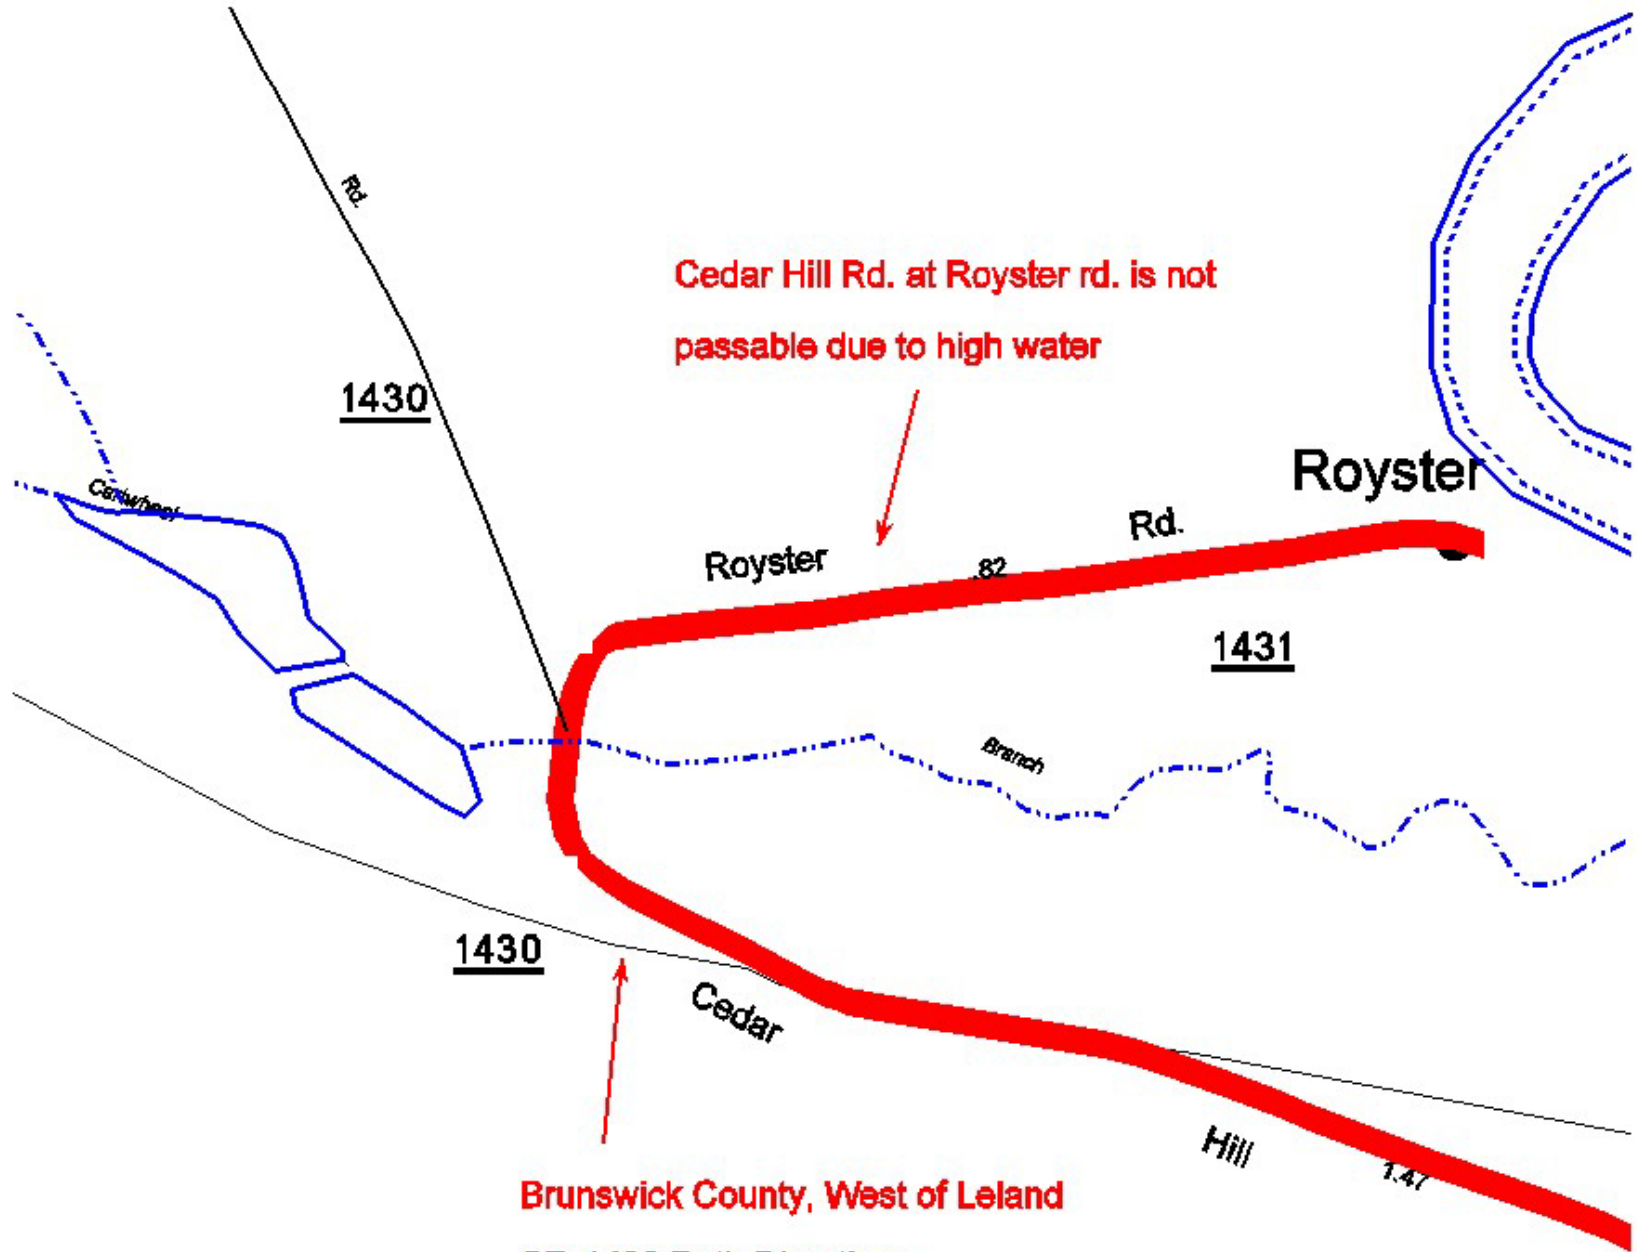 Rd.
Cedar Hill Rd. at Royster rd. is not
passable due to high water
1430
Royster
Cartwheel
Rd.
Royster
.82
1431
Branch
1430
Cedar
Hill
1.47
Brunswick County, West of Leland